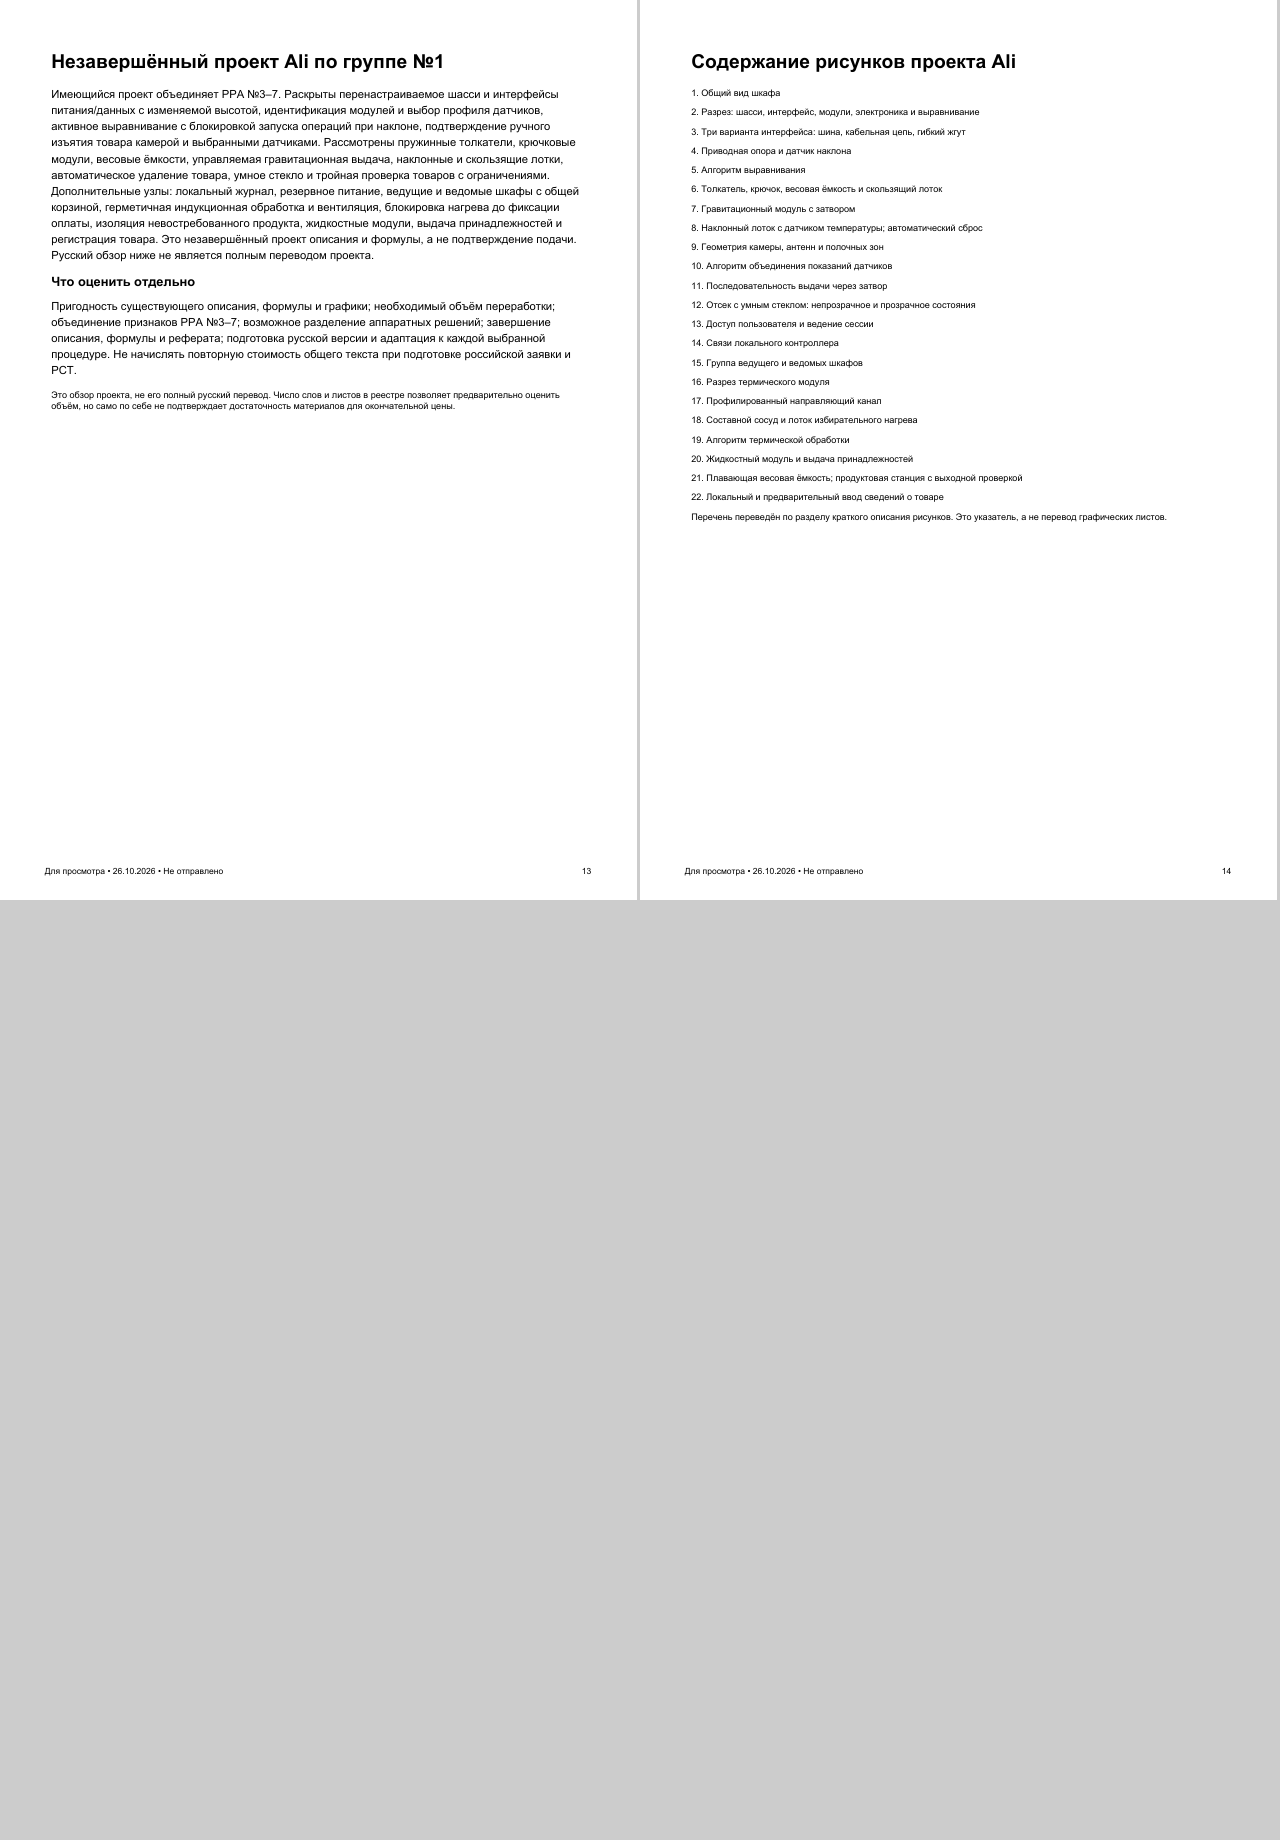 Незавершённый проект Ali по группе №1
Имеющийся проект объединяет PPA №3–7. Раскрыты перенастраиваемое шасси и интерфейсы
питания/данных с изменяемой высотой, идентификация модулей и выбор профиля датчиков,
активное выравнивание с блокировкой запуска операций при наклоне, подтверждение ручного
изъятия товара камерой и выбранными датчиками. Рассмотрены пружинные толкатели, крючковые
модули, весовые ёмкости, управляемая гравитационная выдача, наклонные и скользящие лотки,
автоматическое удаление товара, умное стекло и тройная проверка товаров с ограничениями.
Дополнительные узлы: локальный журнал, резервное питание, ведущие и ведомые шкафы с общей
корзиной, герметичная индукционная обработка и вентиляция, блокировка нагрева до фиксации
оплаты, изоляция невостребованного продукта, жидкостные модули, выдача принадлежностей и
регистрация товара. Это незавершённый проект описания и формулы, а не подтверждение подачи.
Русский обзор ниже не является полным переводом проекта.
Что оценить отдельно
Пригодность существующего описания, формулы и графики; необходимый объём переработки;
объединение признаков PPA №3–7; возможное разделение аппаратных решений; завершение
описания, формулы и реферата; подготовка русской версии и адаптация к каждой выбранной
процедуре. Не начислять повторную стоимость общего текста при подготовке российской заявки и
PCT.
Это обзор проекта, не его полный русский перевод. Число слов и листов в реестре позволяет предварительно оценить
объём, но само по себе не подтверждает достаточность материалов для окончательной цены.
Для просмотра • 26.10.2026 • Не отправлено
13
Содержание рисунков проекта Ali
1. Общий вид шкафа
2. Разрез: шасси, интерфейс, модули, электроника и выравнивание
3. Три варианта интерфейса: шина, кабельная цепь, гибкий жгут
4. Приводная опора и датчик наклона
5. Алгоритм выравнивания
6. Толкатель, крючок, весовая ёмкость и скользящий лоток
7. Гравитационный модуль с затвором
8. Наклонный лоток с датчиком температуры; автоматический сброс
9. Геометрия камеры, антенн и полочных зон
10. Алгоритм объединения показаний датчиков
11. Последовательность выдачи через затвор
12. Отсек с умным стеклом: непрозрачное и прозрачное состояния
13. Доступ пользователя и ведение сессии
14. Связи локального контроллера
15. Группа ведущего и ведомых шкафов
16. Разрез термического модуля
17. Профилированный направляющий канал
18. Составной сосуд и лоток избирательного нагрева
19. Алгоритм термической обработки
20. Жидкостный модуль и выдача принадлежностей
21. Плавающая весовая ёмкость; продуктовая станция с выходной проверкой
22. Локальный и предварительный ввод сведений о товаре
Перечень переведён по разделу краткого описания рисунков. Это указатель, а не перевод графических листов.
Для просмотра • 26.10.2026 • Не отправлено
14